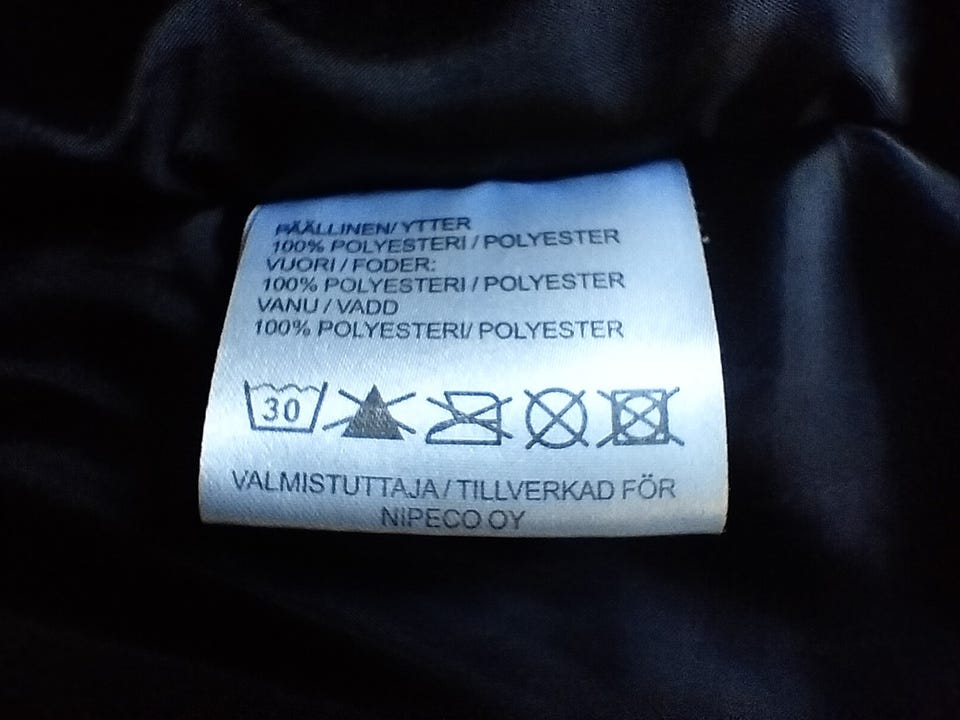 PÄÄLLINEN/YTTER
100% POLYESTERI / POLYESTER
VUORI / FODER:
100% POLYESTERI / POLYESTER
VANU / VADD
100% POLYESTERI/ POLYESTER
30
VALMISTUTTAJA / TILLVERKAD FÖR
NIPECO OY